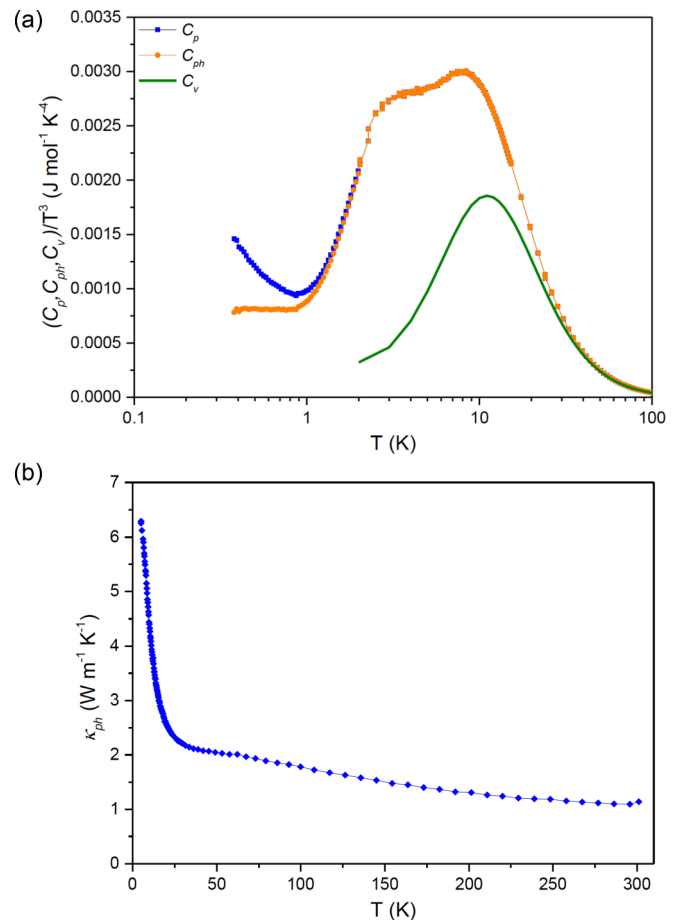 (a)
0.0035
0.0030
0.0025
0.0020
0.0015
0.0010
0.0005
0.0000
(C_p, C_ph, C_v)/T³ (J mol⁻¹ K⁻⁴)
C_p
C_ph
C_v
0.1 1 10 100
T (K)
(b)
7
6
5
4
3
2
1
0
κ_ph (W m⁻¹ K⁻¹)
0 50 100 150 200 250 300
T (K)